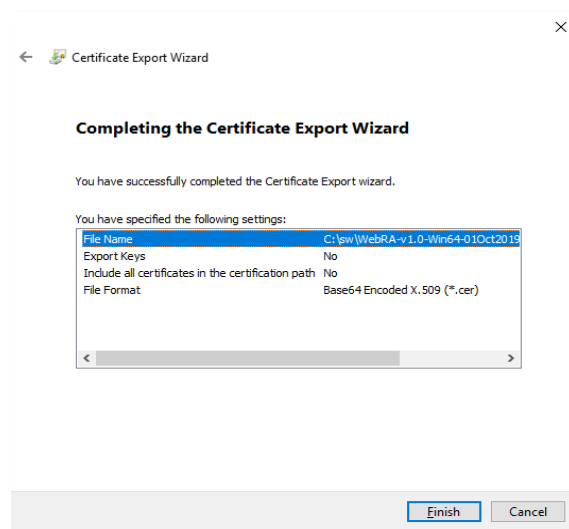 Certificate Export Wizard
Completing the Certificate Export Wizard
You have successfully completed the Certificate Export wizard.
You have specified the following settings:
File Name C:\sw\WebRA-v1.0-Win64-01Oct2019
Export Keys No
Include all certificates in the certification path No
File Format Base64 Encoded X.509 (*.cer)
Finish Cancel